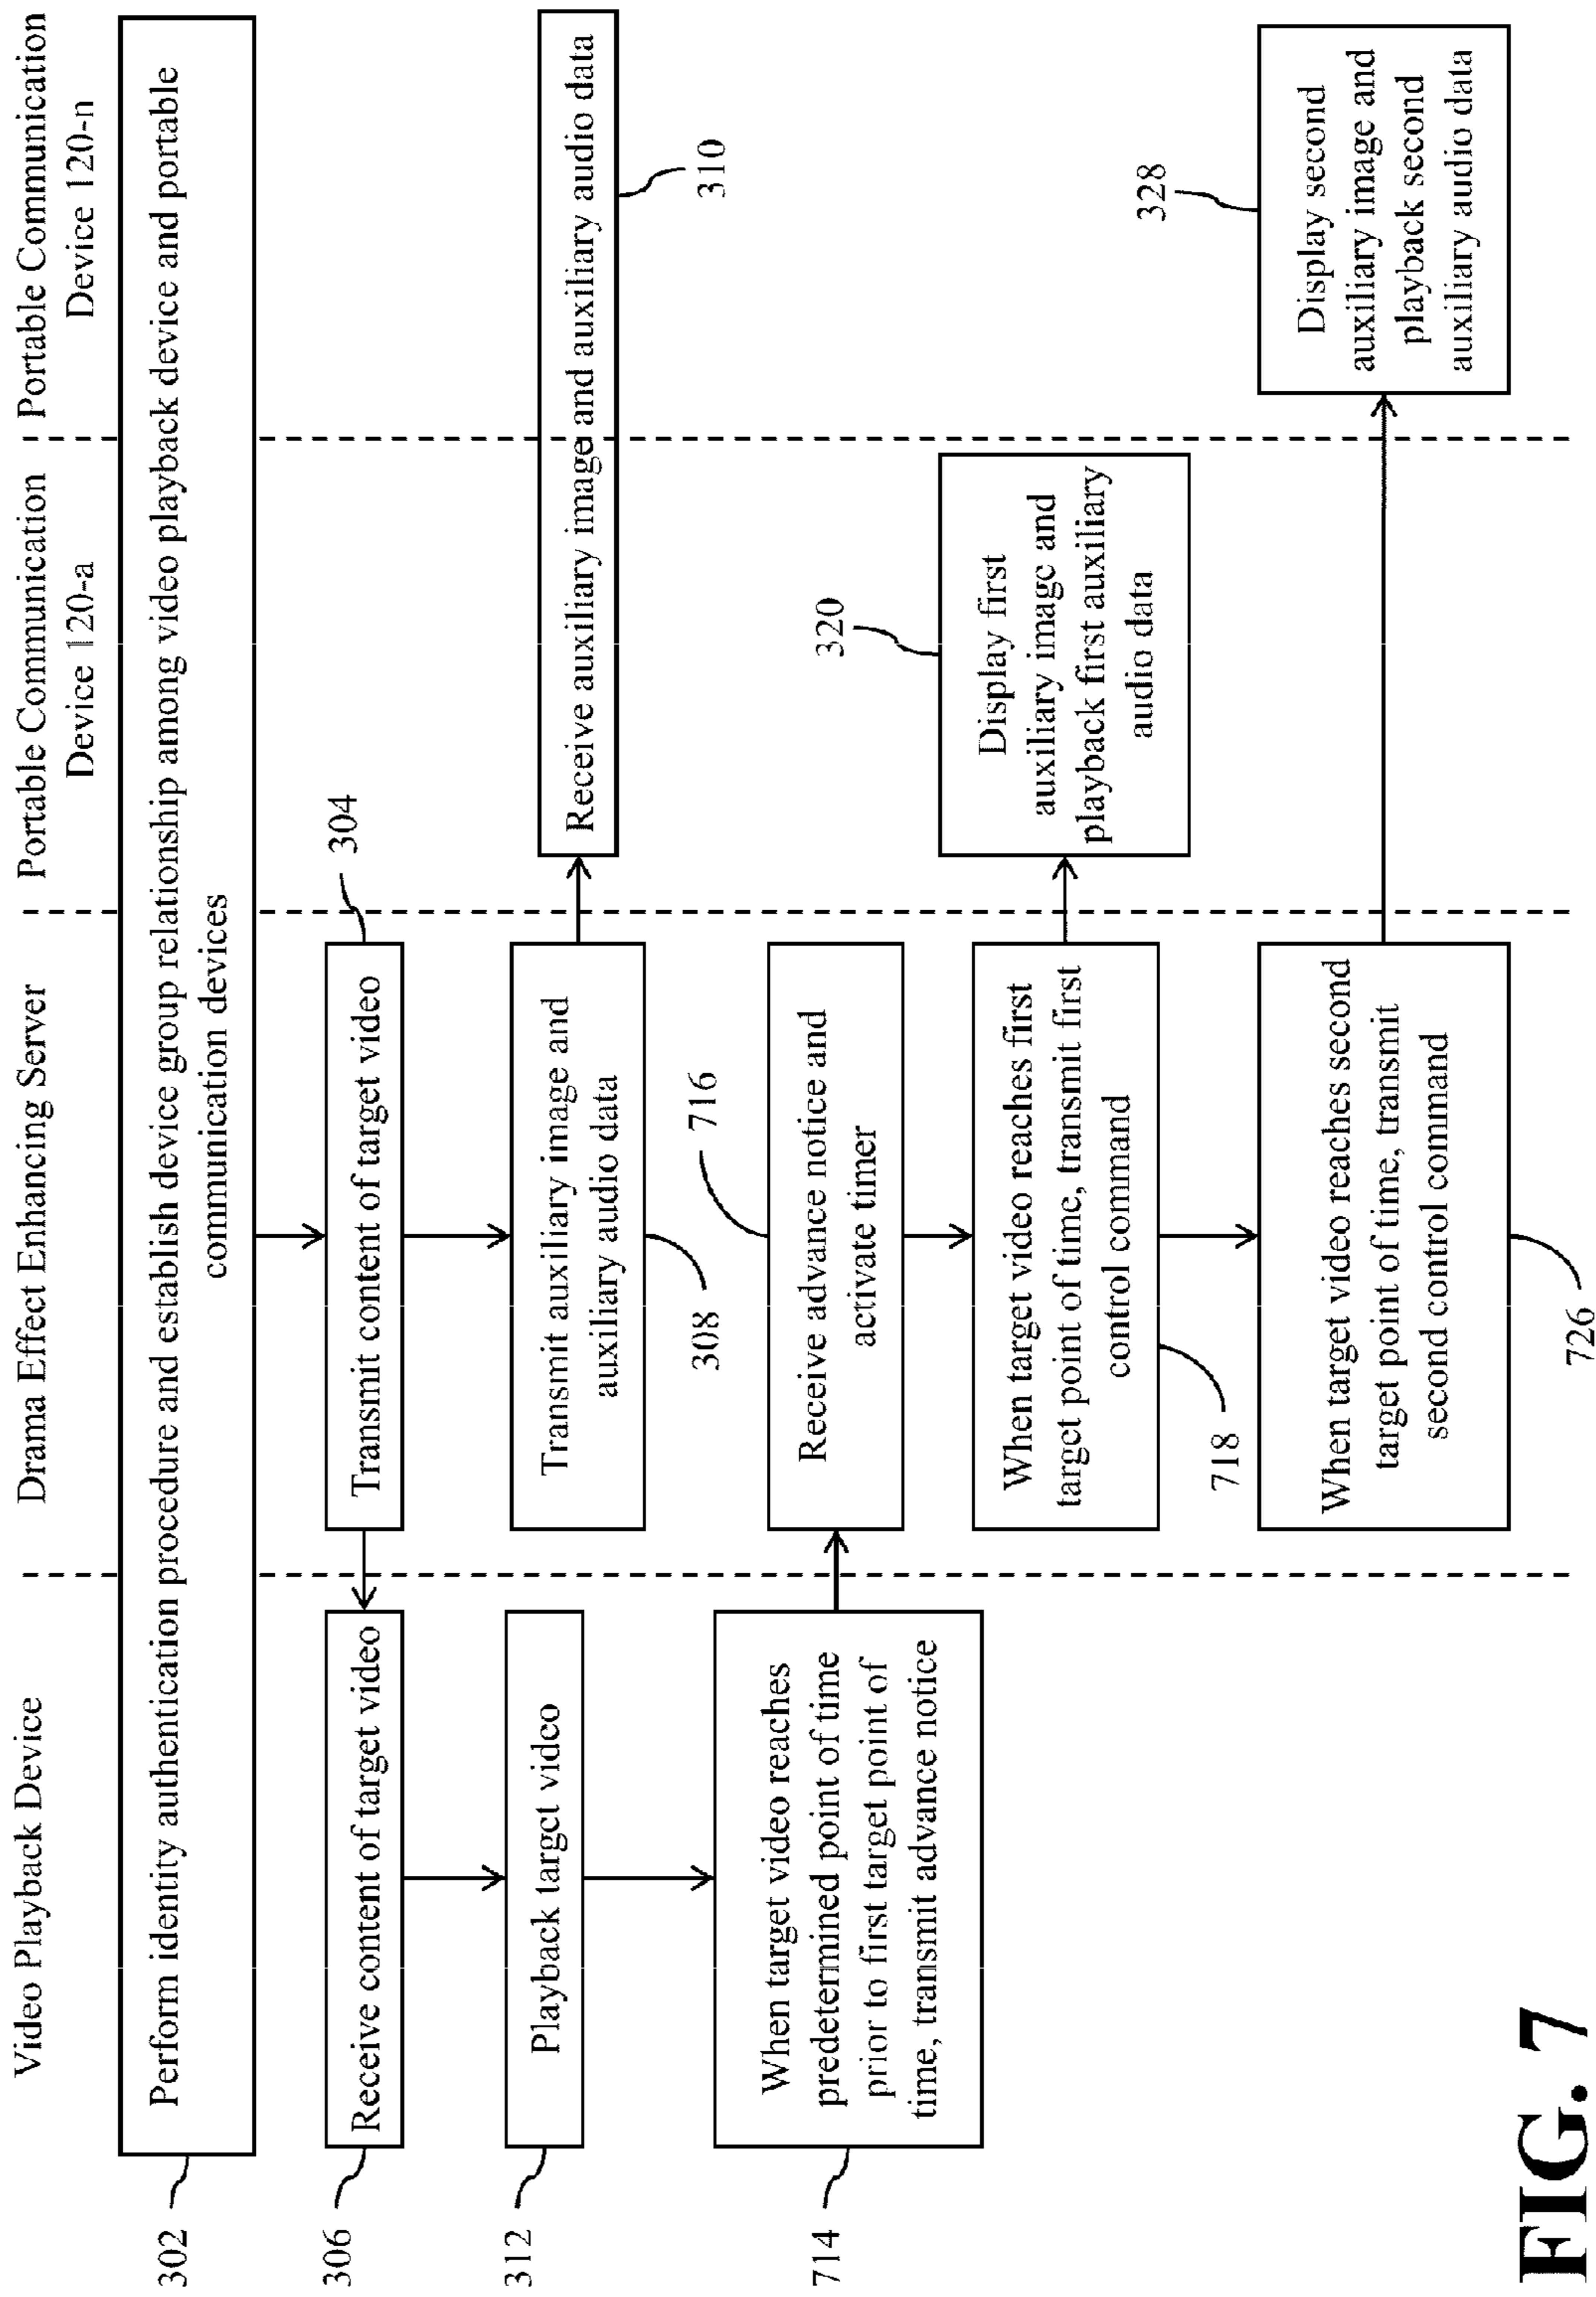 Video Playback Device
Drama Effect Enhancing Server
Portable Communication
Device 120-a
Portable Communication
Device 120-n
302
Perform identity authentication procedure and establish device group relationship among video playback device and portable
communication devices
306
Receive content of target video
Transmit content of target video
304
312
Playback target video
Transmit auxiliary image and
auxiliary audio data
308
Receive auxiliary image and auxiliary audio data
310
714
When target video reaches
predetermined point of time
prior to first target point of
time, transmit advance notice
716
Receive advance notice and
activate timer
When target video reaches first
target point of time, transmit first
control command
718
320
Display first
auxiliary image and
playback first auxiliary
audio data
When target video reaches second
target point of time, transmit
second control command
726
328
Display second
auxiliary image and
playback second
auxiliary audio data
FIG. 7